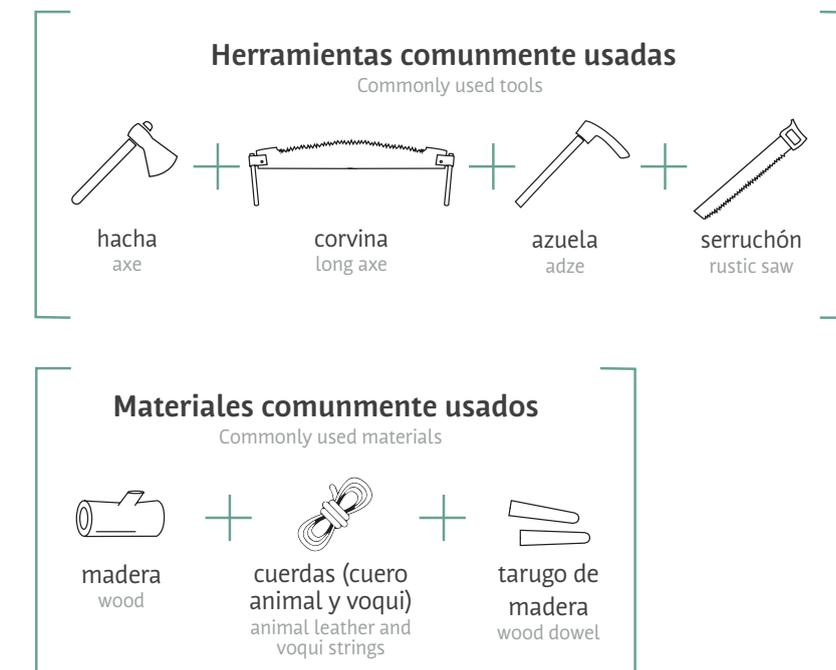 Herramientas comunmente usadas
Commonly used tools
hacha
axe
corvina
long axe
azuela
adze
serruchón
rustic saw
Materiales comunmente usados
Commonly used materials
madera
wood
cuerdas (cuero
animal y voqui)
animal leather and
voqui strings
tarugo de
madera
wood dowel